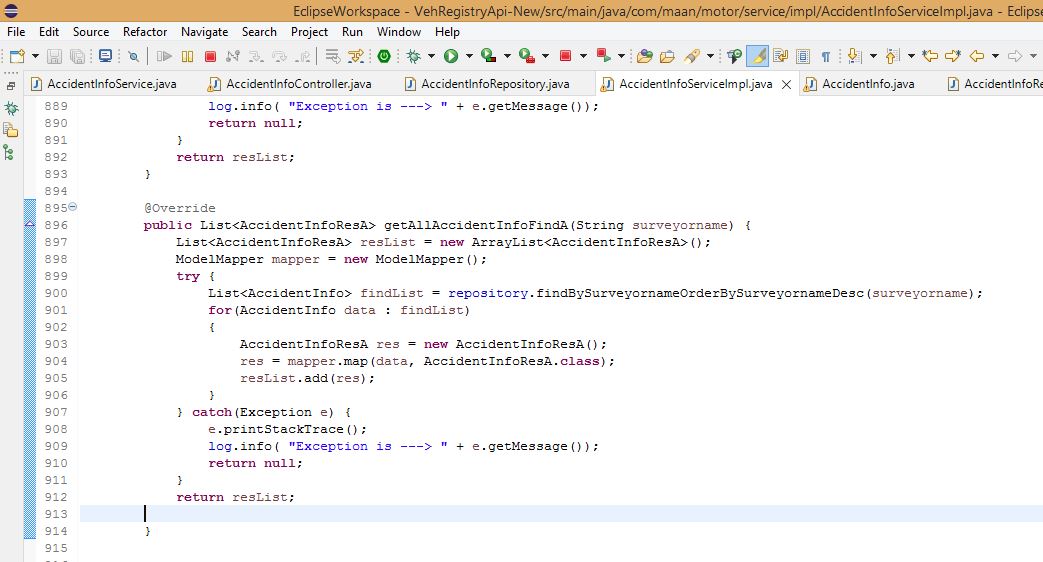 EclipseWorkspace - VehRegistryApi-New/src/main/java/com/maan/motor/service/impl/AccidentInfoServiceImpl.java - Eclips
File Edit Source Refactor Navigate Search Project Run Window Help
AccidentInfoService.java AccidentInfoController.java AccidentInfoRepository.java AccidentInfoServiceImpl.java AccidentInfo.java AccidentInfoRe
889 log.info( "Exception is ---> " + e.getMessage());
890 return null;
891 }
892 return resList;
893 }
894
895 @Override
896 public List<AccidentInfoResA> getAllAccidentInfoFindA(String surveyorname) {
897 List<AccidentInfoResA> resList = new ArrayList<AccidentInfoResA>();
898 ModelMapper mapper = new ModelMapper();
899 try {
900 List<AccidentInfo> findList = repository.findBySurveyornameOrderBySurveyornameDesc(surveyorname);
901 for(AccidentInfo data : findList)
902 {
903 AccidentInfoResA res = new AccidentInfoResA();
904 res = mapper.map(data, AccidentInfoResA.class);
905 resList.add(res);
906 }
907 } catch(Exception e) {
908 e.printStackTrace();
909 log.info( "Exception is ---> " + e.getMessage());
910 return null;
911 }
912 return resList;
913
914 }
915